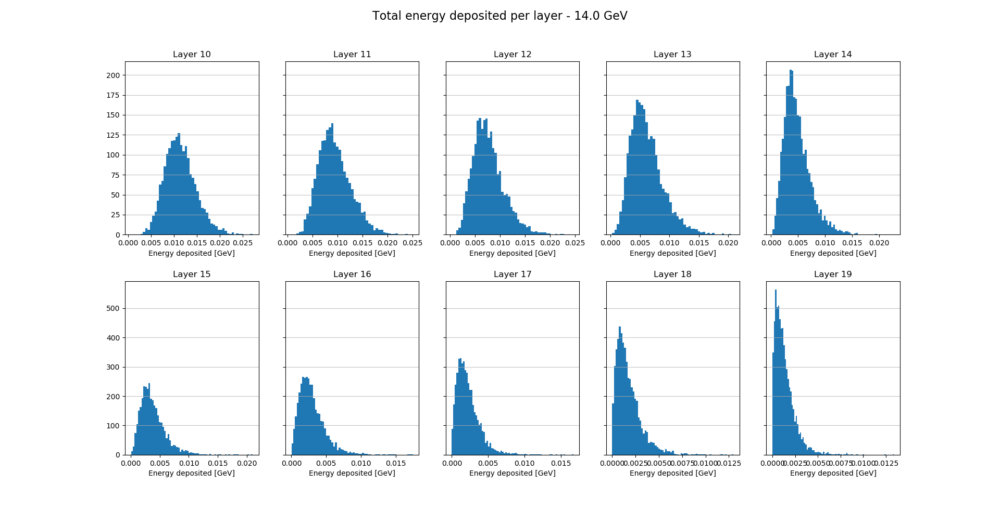 Total energy deposited per layer - 14.0 GeV
Layer 10
Layer 11
Layer 12
Layer 13
Layer 14
200
175
150
125
100
75
50
25
0
0.000 0.005 0.010 0.015 0.020 0.025
0.000 0.005 0.010 0.015 0.020 0.025
0.000 0.005 0.010 0.015 0.020 0.025
0.000 0.005 0.010 0.015 0.020
0.000 0.005 0.010 0.015 0.020
Energy deposited [GeV]
Energy deposited [GeV]
Energy deposited [GeV]
Energy deposited [GeV]
Energy deposited [GeV]
Layer 15
Layer 16
Layer 17
Layer 18
Layer 19
500
400
300
200
100
0
0.000 0.005 0.010 0.015 0.020
0.000 0.005 0.010 0.015
0.000 0.005 0.010 0.015
0.0000 0.0025 0.0050 0.0075 0.0100 0.0125
0.0000 0.0025 0.0050 0.0075 0.0100 0.0125
Energy deposited [GeV]
Energy deposited [GeV]
Energy deposited [GeV]
Energy deposited [GeV]
Energy deposited [GeV]